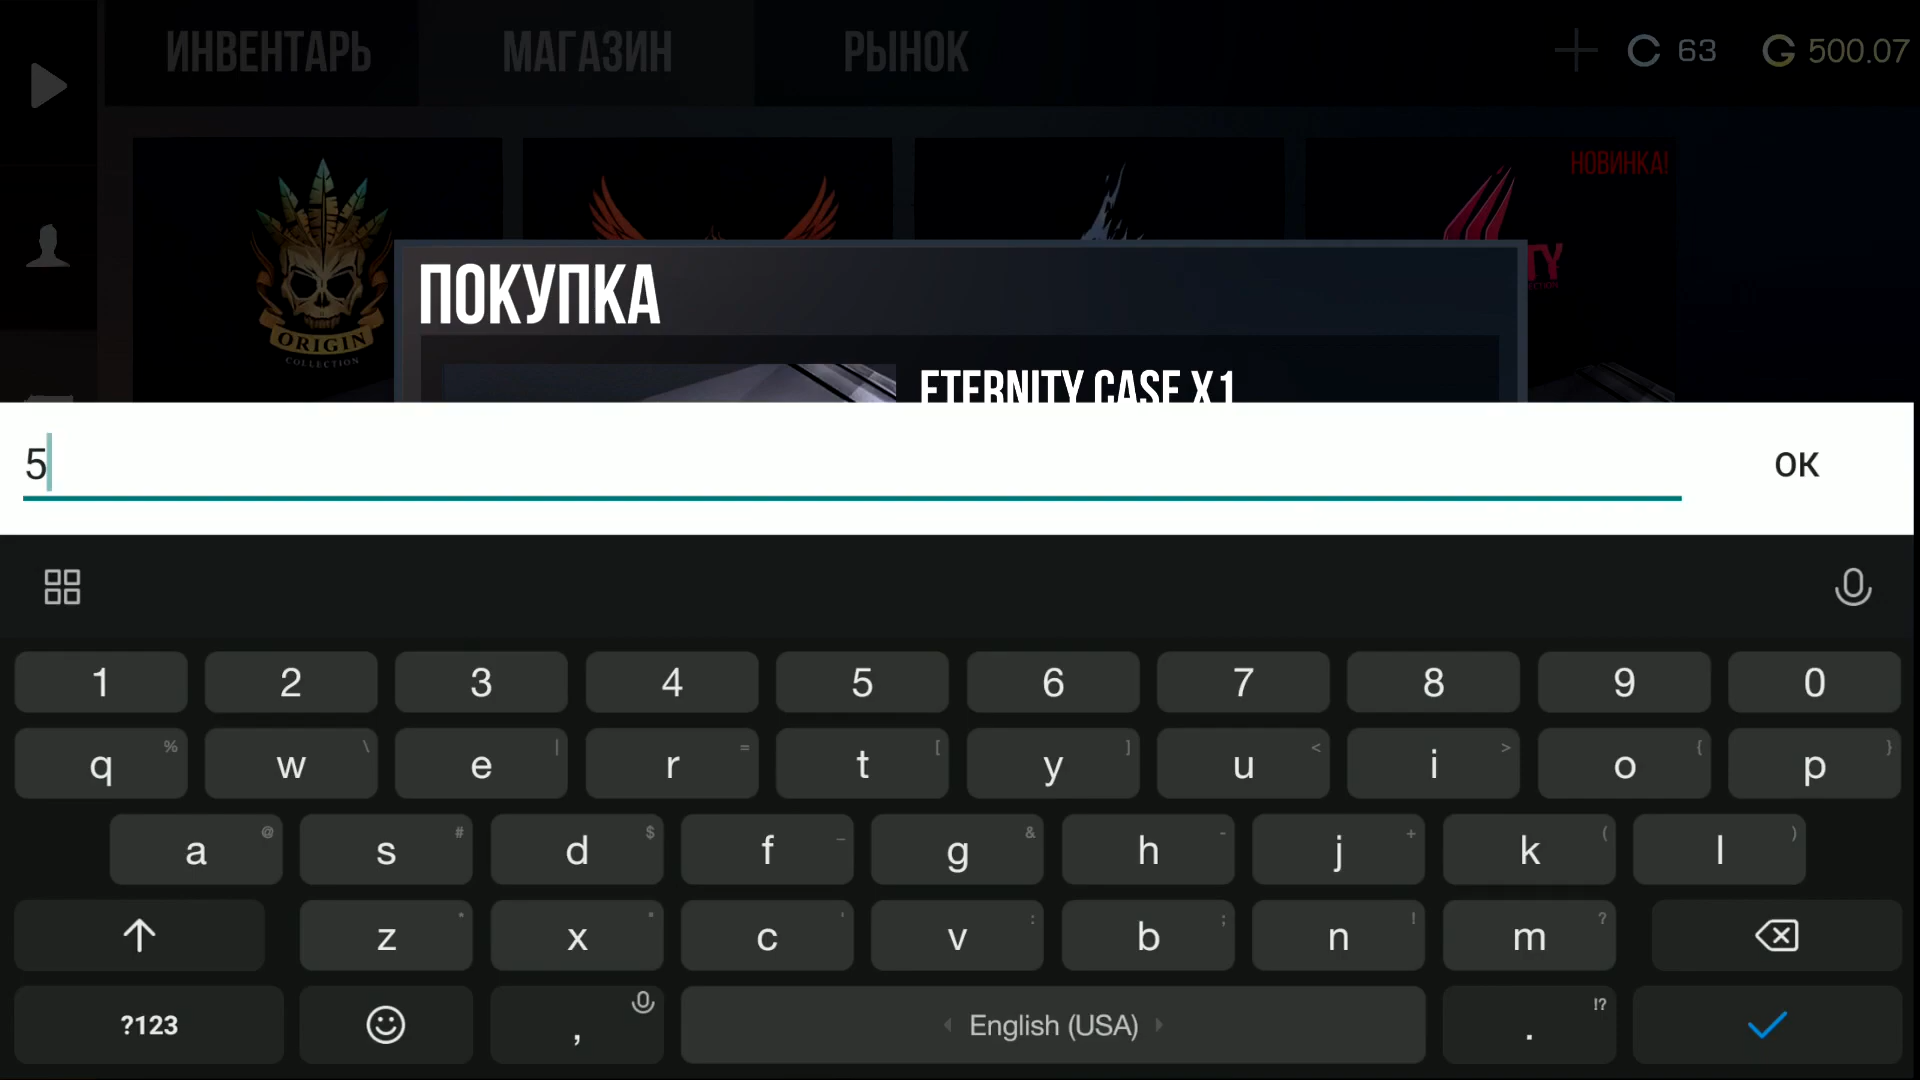 ИНВЕНТАРЬ
МАГАЗИН
РЫНОК
63
500.07
НОВИНКА!
ORIGIN
COLLECTION
ПОКУПКА
ETERNITY CASE X1
5
OK
1 2 3 4 5 6 7 8 9 0
q % w \ e | r = t [ y ] u < i > o { p }
a @ s # d $ f _ g & h - j + k ( l )
z * x " c ' v : b ; n ! m ?
?123 , English (USA) . !?